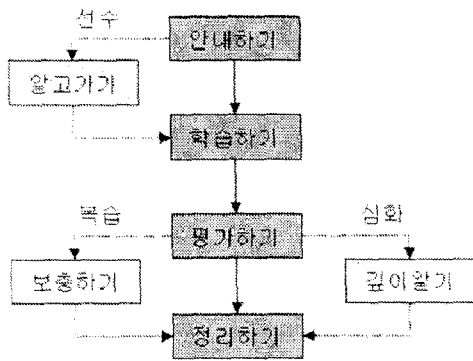 선수
안내하기
알고가기
학습하기
복습
심화
평가하기
보충하기
깊이알기
정리하기